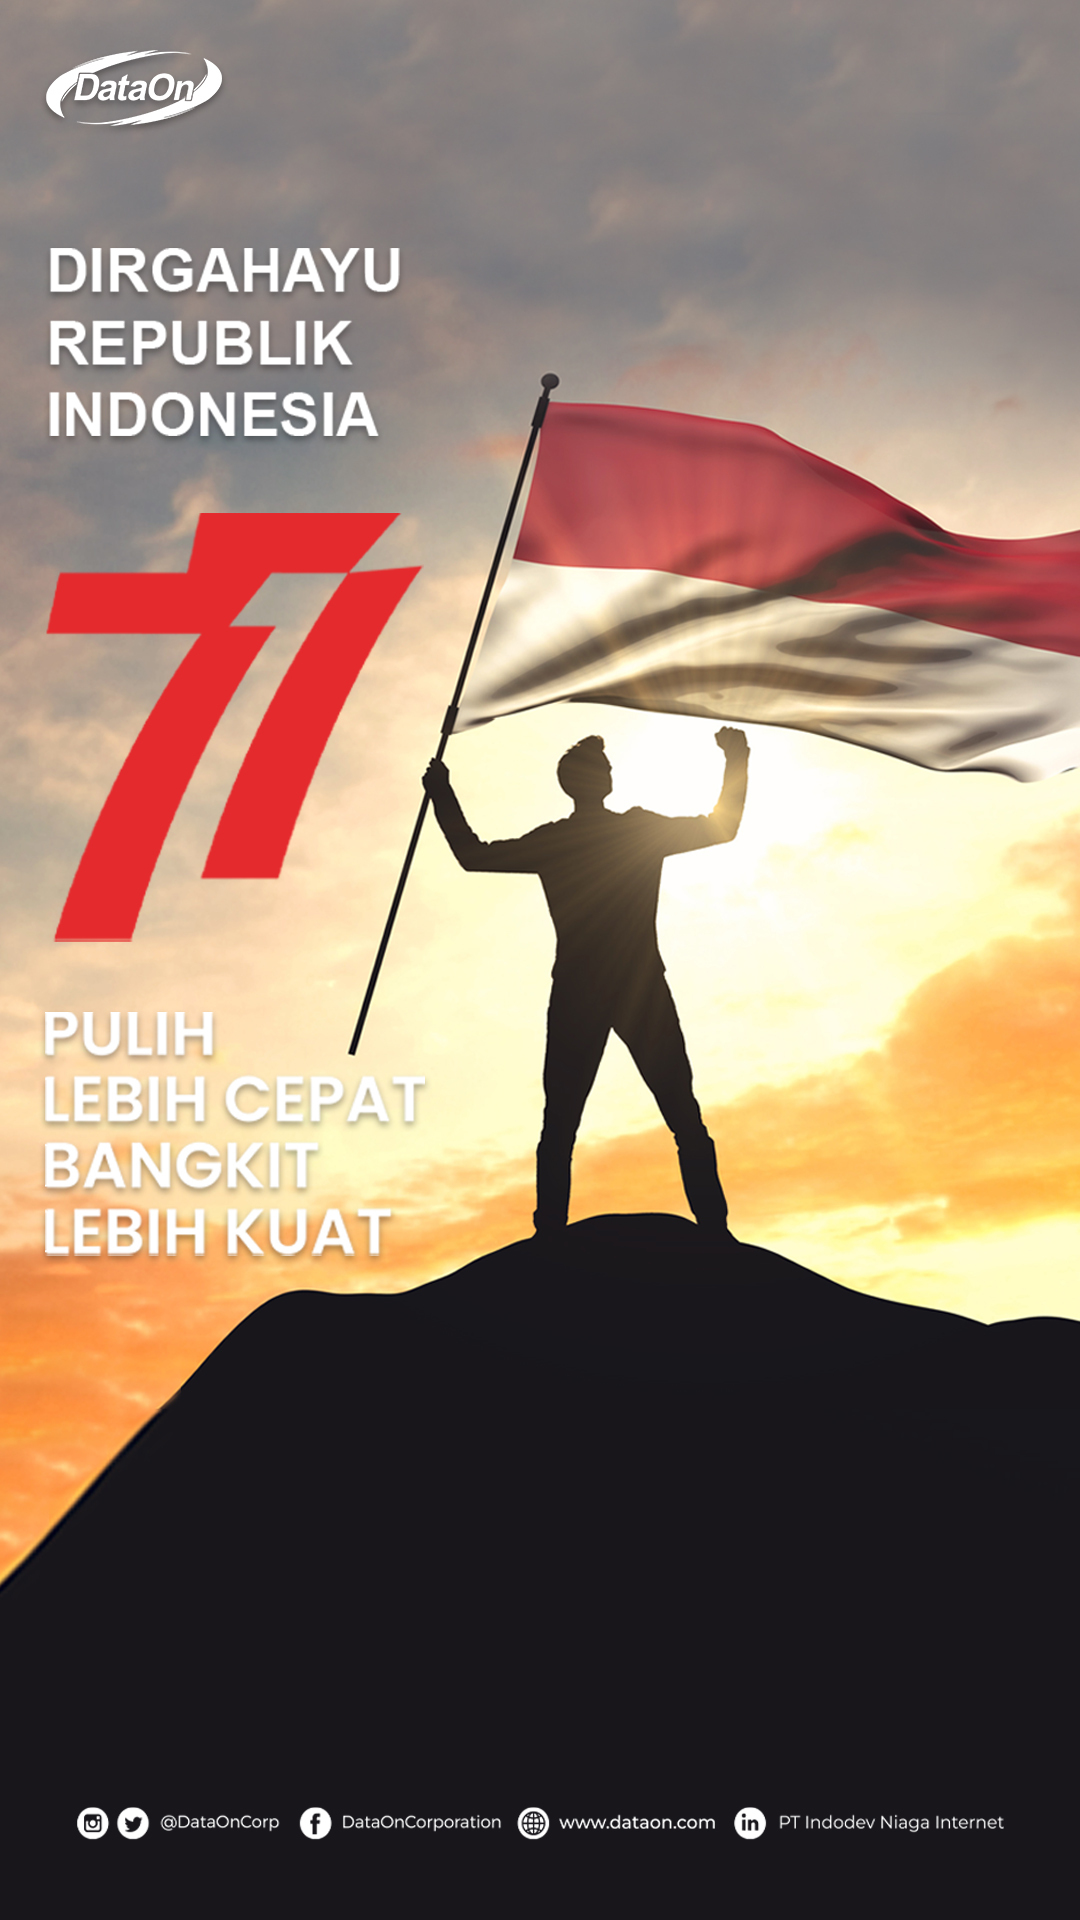 DataOn
DIRGAHAYU
REPUBLIK
INDONESIA
77
PULIH
LEBIH CEPAT
BANGKIT
LEBIH KUAT
@DataOnCorp DataOnCorporation www.dataon.com PT Indodev Niaga Internet